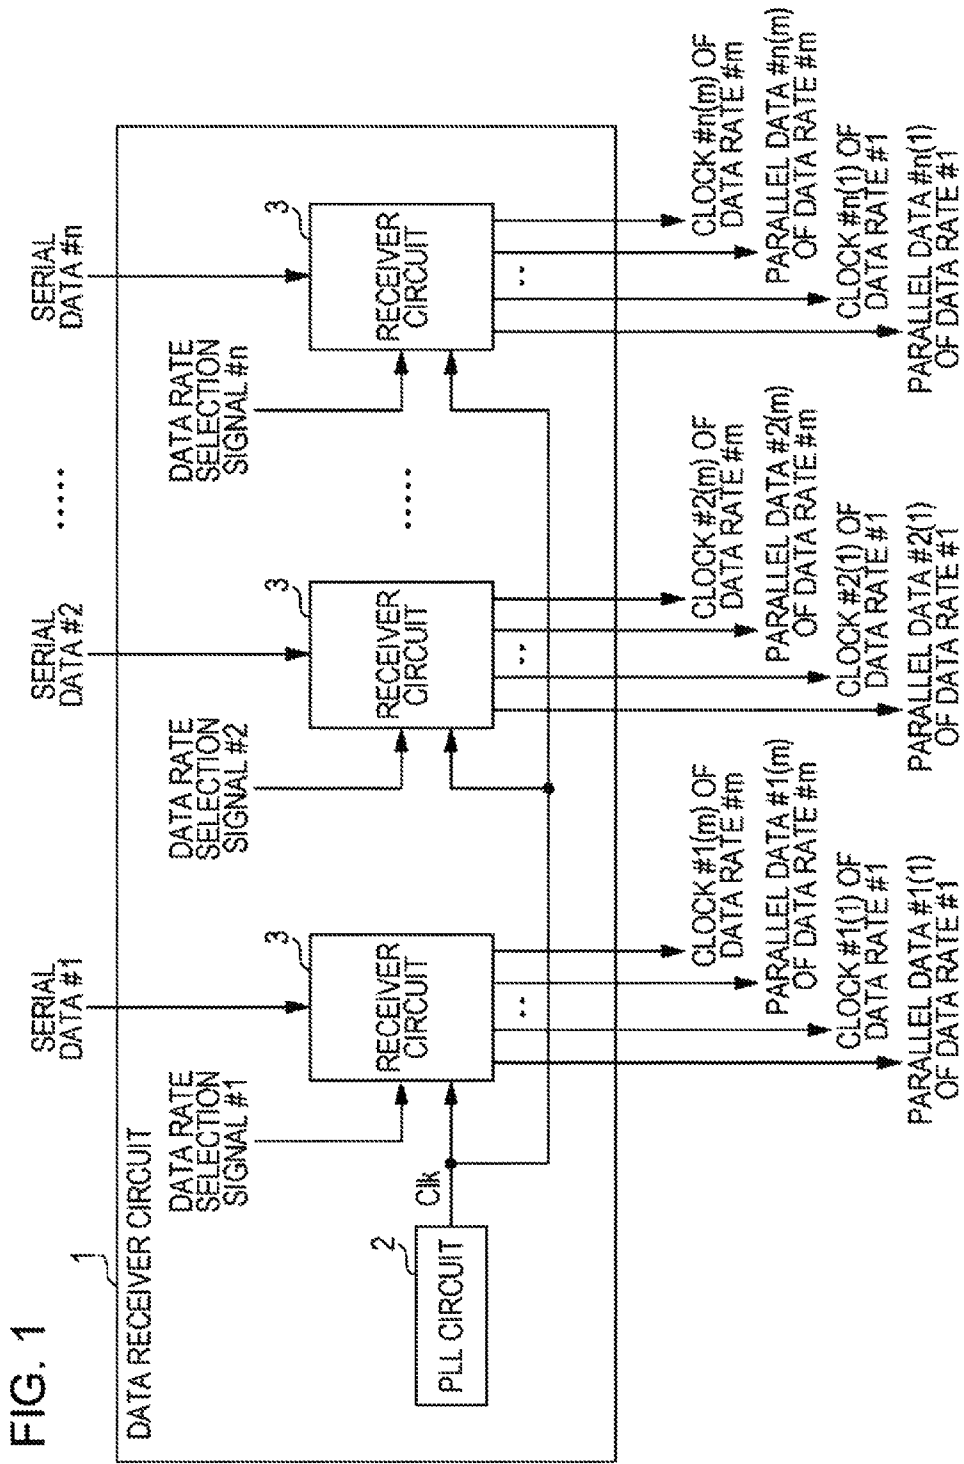 FIG. 1
1
DATA RECEIVER CIRCUIT
SERIAL
DATA #1
SERIAL
DATA #2
.....
SERIAL
DATA #n
DATA RATE
SELECTION
SIGNAL #1
DATA RATE
SELECTION
SIGNAL #2
DATA RATE
SELECTION
SIGNAL #n
2
PLL CIRCUIT
Clk
3
RECEIVER
CIRCUIT
3
RECEIVER
CIRCUIT
.....
3
RECEIVER
CIRCUIT
CLOCK #1(m) OF
DATA RATE #m
PARALLEL DATA #1(m)
OF DATA RATE #m
CLOCK #1(1) OF
DATA RATE #1
PARALLEL DATA #1(1)
OF DATA RATE #1
CLOCK #2(m) OF
DATA RATE #m
PARALLEL DATA #2(m)
OF DATA RATE #m
CLOCK #2(1) OF
DATA RATE #1
PARALLEL DATA #2(1)
OF DATA RATE #1
CLOCK #n(m) OF
DATA RATE #m
PARALLEL DATA #n(m)
OF DATA RATE #m
CLOCK #n(1) OF
DATA RATE #1
PARALLEL DATA #n(1)
OF DATA RATE #1